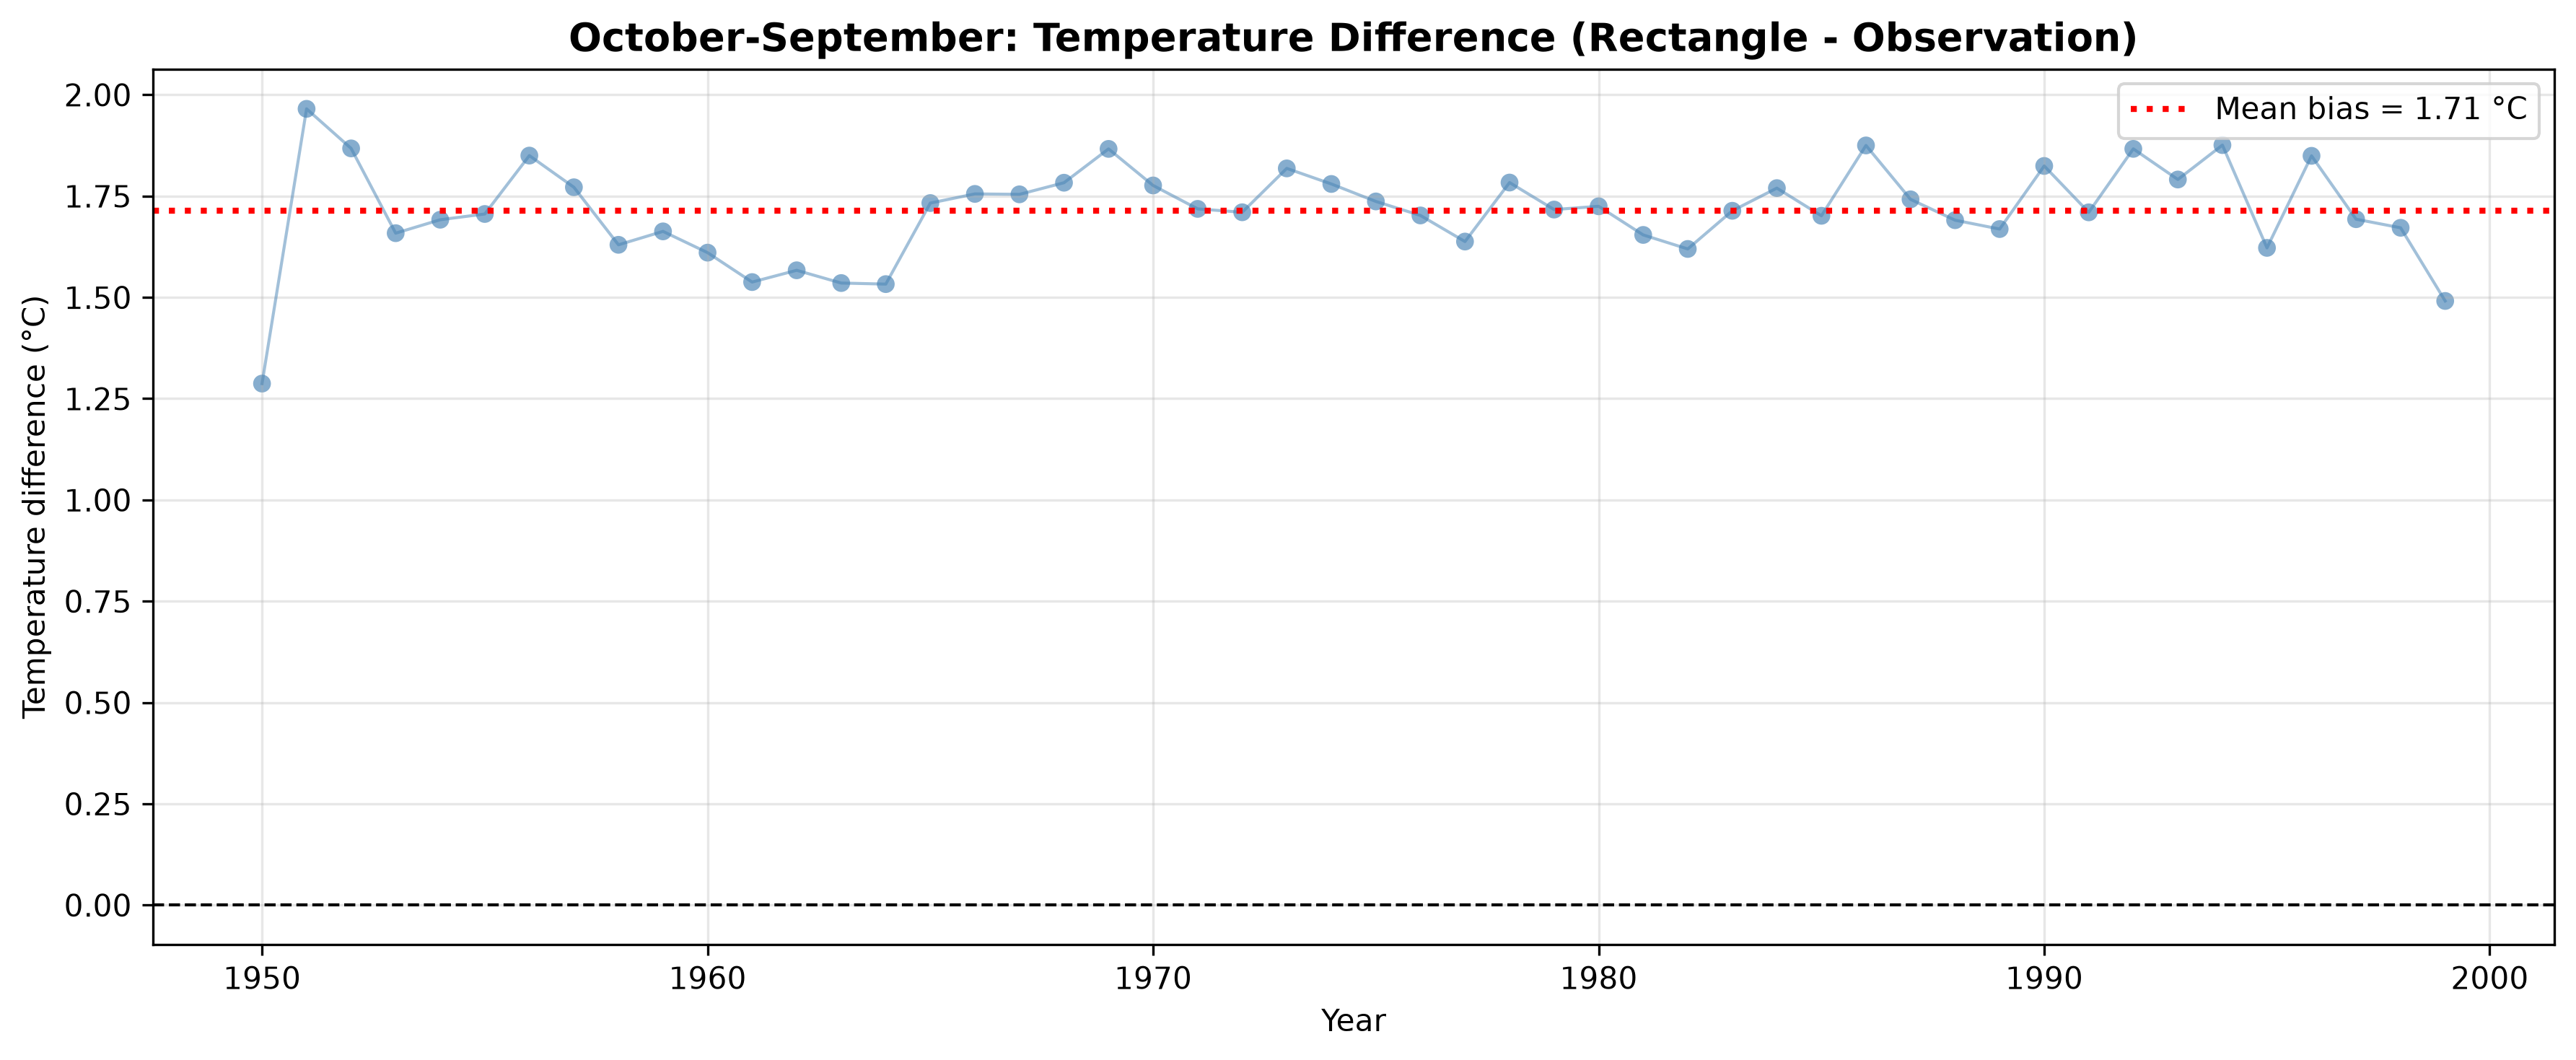 October-September: Temperature Difference (Rectangle - Observation)
Mean bias = 1.71 °C
Temperature difference (°C)
2.00
1.75
1.50
1.25
1.00
0.75
0.50
0.25
0.00
1950 1960 1970 1980 1990 2000
Year